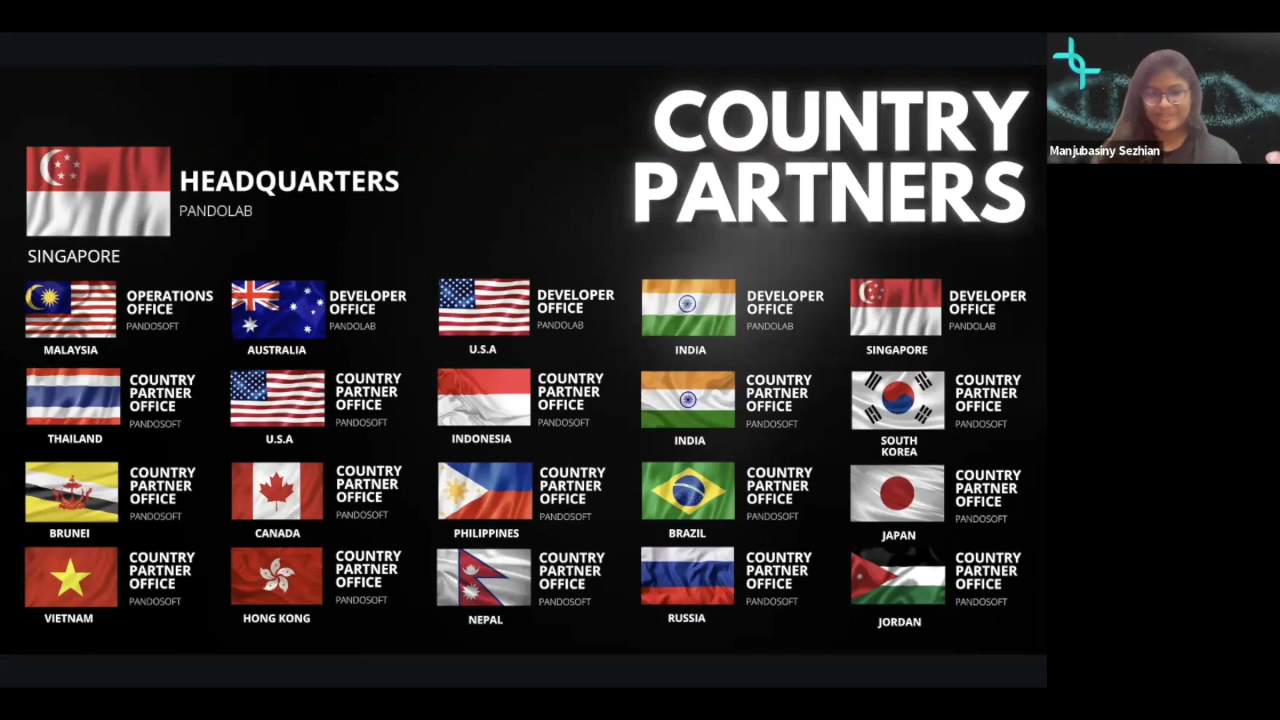 COUNTRY
PARTNERS
Manjubasiny Sezhian
HEADQUARTERS
PANDOLAB
SINGAPORE
OPERATIONS
OFFICE
PANDOSOFT
MALAYSIA
DEVELOPER
OFFICE
PANDOLAB
AUSTRALIA
DEVELOPER
OFFICE
PANDOLAB
U.S.A
DEVELOPER
OFFICE
PANDOLAB
INDIA
DEVELOPER
OFFICE
PANDOLAB
SINGAPORE
COUNTRY
PARTNER
OFFICE
PANDOSOFT
THAILAND
COUNTRY
PARTNER
OFFICE
PANDOSOFT
U.S.A
COUNTRY
PARTNER
OFFICE
PANDOSOFT
INDONESIA
COUNTRY
PARTNER
OFFICE
PANDOSOFT
INDIA
COUNTRY
PARTNER
OFFICE
PANDOSOFT
SOUTH
KOREA
COUNTRY
PARTNER
OFFICE
PANDOSOFT
BRUNEI
COUNTRY
PARTNER
OFFICE
PANDOSOFT
CANADA
COUNTRY
PARTNER
OFFICE
PANDOSOFT
PHILIPPINES
COUNTRY
PARTNER
OFFICE
PANDOSOFT
BRAZIL
COUNTRY
PARTNER
OFFICE
PANDOSOFT
JAPAN
COUNTRY
PARTNER
OFFICE
PANDOSOFT
VIETNAM
COUNTRY
PARTNER
OFFICE
PANDOSOFT
HONG KONG
COUNTRY
PARTNER
OFFICE
PANDOSOFT
NEPAL
COUNTRY
PARTNER
OFFICE
PANDOSOFT
RUSSIA
COUNTRY
PARTNER
OFFICE
PANDOSOFT
JORDAN